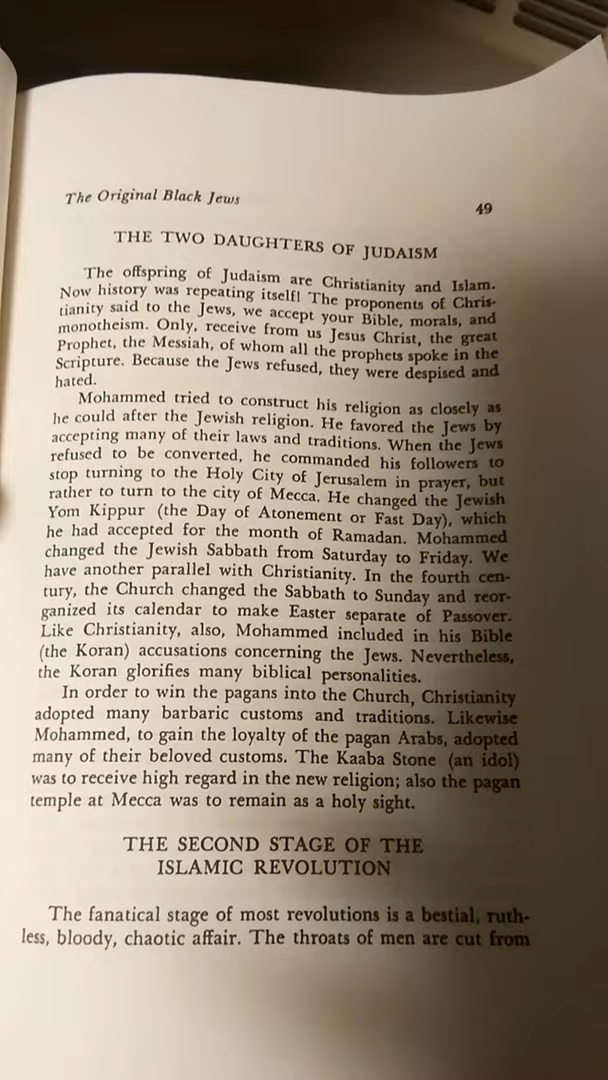 The Original Black Jews
49
THE TWO DAUGHTERS OF JUDAISM
The offspring of Judaism are Christianity and Islam.
Now history was repeating itself! The proponents of Chris-
tianity said to the Jews, we accept your Bible, morals, and
monotheism. Only, receive from us Jesus Christ, the great
Prophet, the Messiah, of whom all the prophets spoke in the
Scripture. Because the Jews refused, they were despised and
hated.
Mohammed tried to construct his religion as closely as
he could after the Jewish religion. He favored the Jews by
accepting many of their laws and traditions. When the Jews
refused to be converted, he commanded his followers to
stop turning to the Holy City of Jerusalem in prayer, but
rather to turn to the city of Mecca. He changed the Jewish
Yom Kippur (the Day of Atonement or Fast Day), which
he had accepted for the month of Ramadan. Mohammed
changed the Jewish Sabbath from Saturday to Friday. We
have another parallel with Christianity. In the fourth cen-
tury, the Church changed the Sabbath to Sunday and reor-
ganized its calendar to make Easter separate of Passover.
Like Christianity, also, Mohammed included in his Bible
(the Koran) accusations concerning the Jews. Nevertheless,
the Koran glorifies many biblical personalities.
In order to win the pagans into the Church, Christianity
adopted many barbaric customs and traditions. Likewise
Mohammed, to gain the loyalty of the pagan Arabs, adopted
many of their beloved customs. The Kaaba Stone (an idol)
was to receive high regard in the new religion; also the pagan
temple at Mecca was to remain as a holy sight.
THE SECOND STAGE OF THE
ISLAMIC REVOLUTION
The fanatical stage of most revolutions is a bestial, ruth-
less, bloody, chaotic affair. The throats of men are cut from